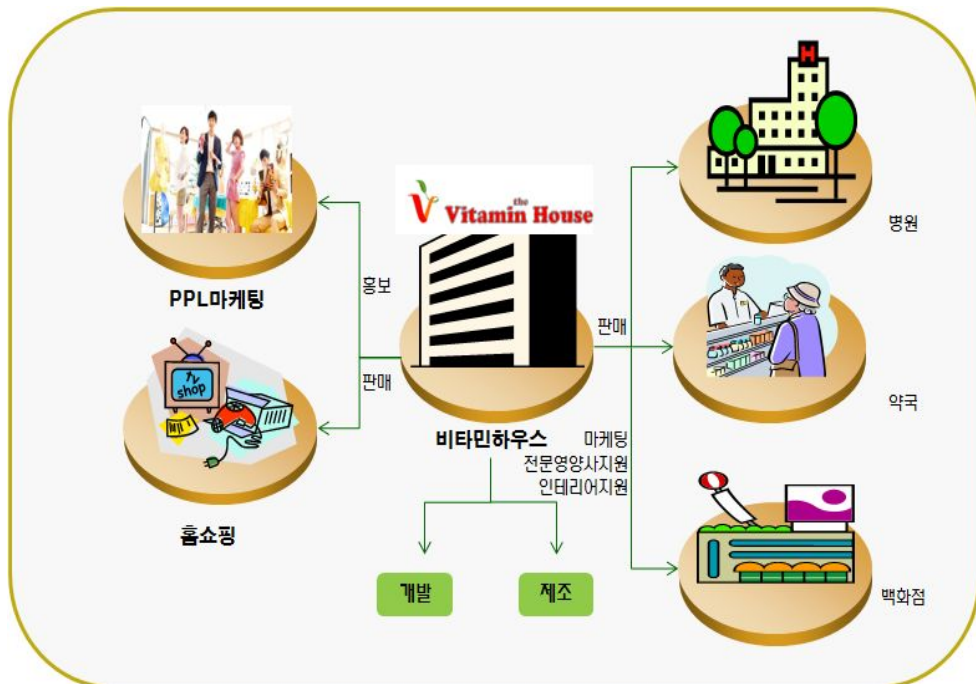 the
Vitamin House
PPL마케팅
홍보
판매
tv
shop
홈쇼핑
비타민하우스
판매
마케팅
전문영양사지원
인테리어지원
개발
제조
H
병원
약국
백화점